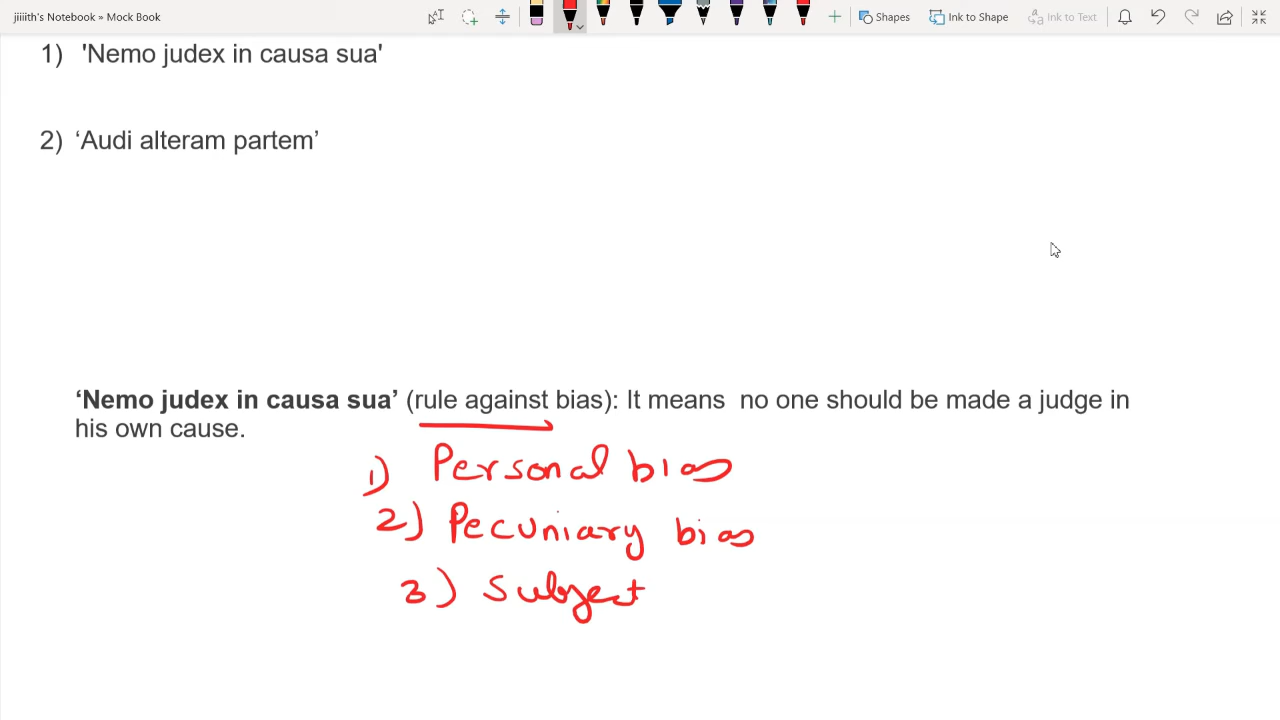 jiiiith's Notebook » Mock Book
Shapes
Ink to Shape
Ink to Text
1) 'Nemo judex in causa sua'
2) ‘Audi alteram partem’
‘Nemo judex in causa sua’ (rule against bias): It means no one should be made a judge in
his own cause.
1) Personal bias
2) Pecuniary bias
3) Subject